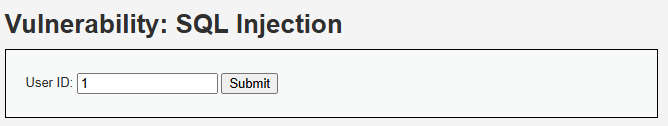 Vulnerability: SQL Injection
User ID: 1 Submit